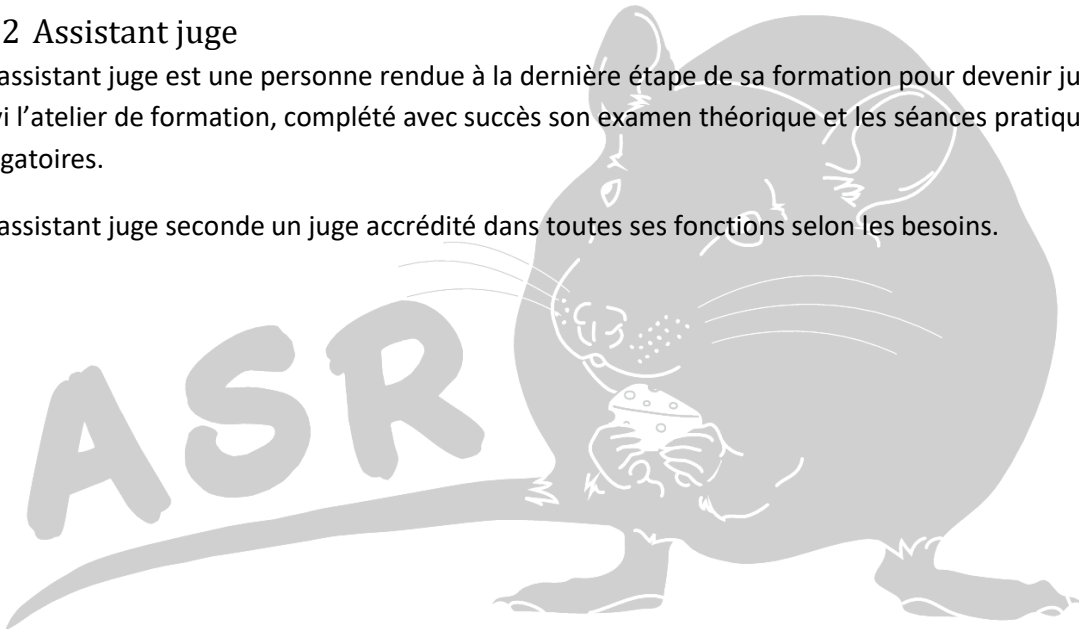 2 Assistant juge
assistant juge est une personne rendue à la dernière étape de sa formation pour devenir ju
vi l’atelier de formation, complété avec succès son examen théorique et les séances pratiqu
gatoires.
assistant juge seconde un juge accrédité dans toutes ses fonctions selon les besoins.
ASR